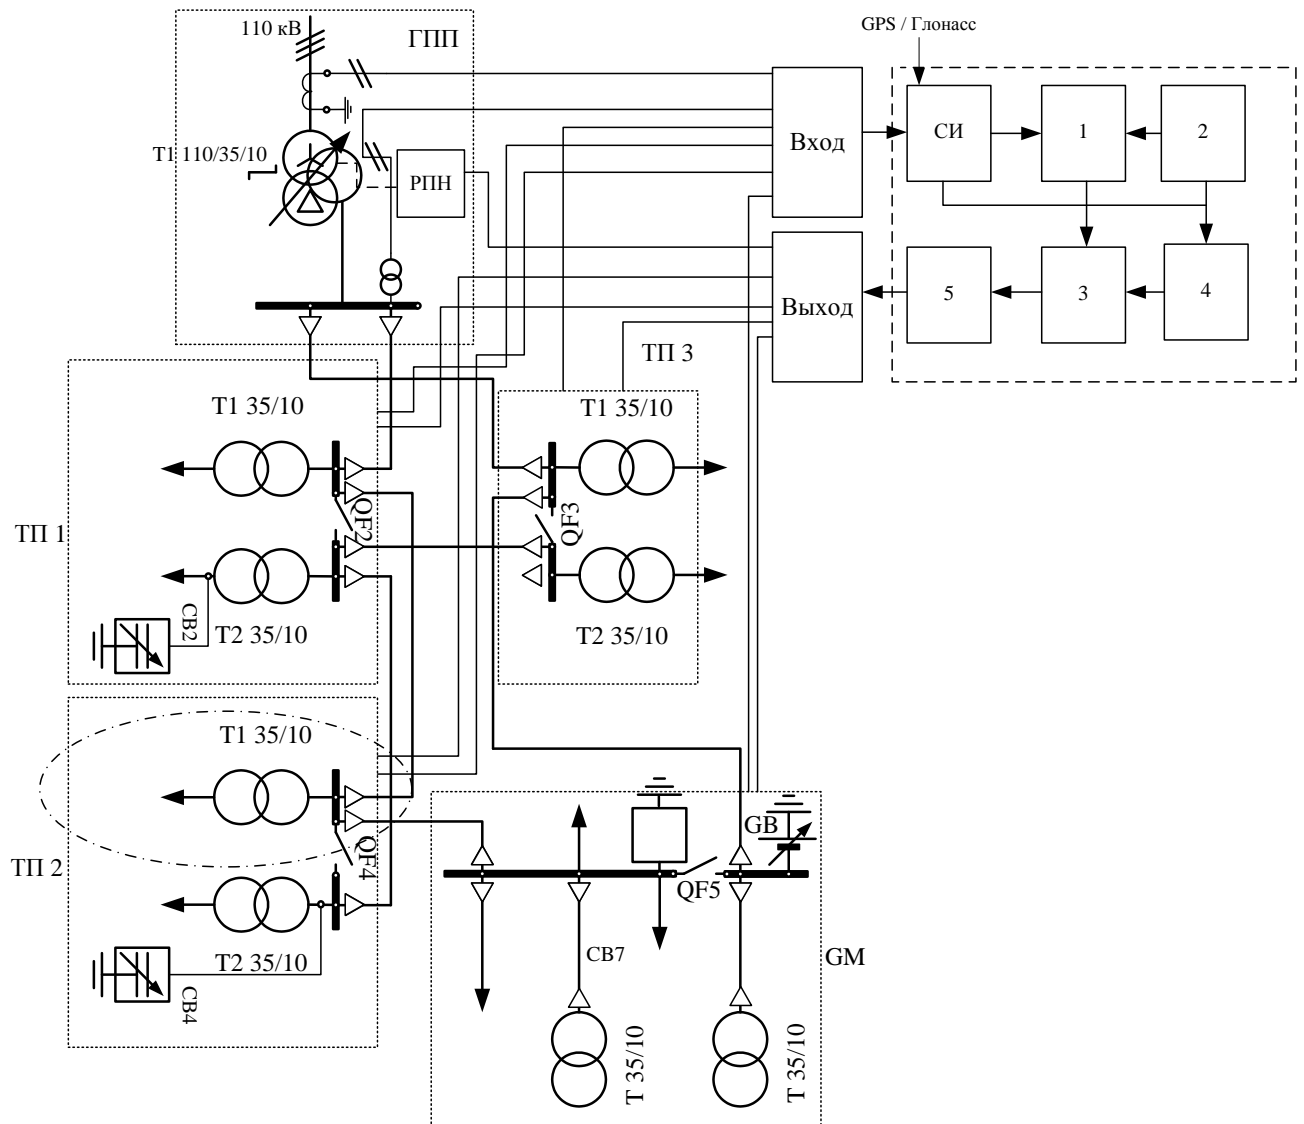 110 кВ
ГПП
GPS / Глонасс
Вход
СИ
1
2
Т1 110/35/10
РПН
Выход
5
3
4
ТП 3
Т1 35/10
Т1 35/10
QF2
QF3
ТП 1
СВ2
Т2 35/10
Т2 35/10
Т1 35/10
GB
QF4
ТП 2
QF5
Т2 35/10
СВ7
GM
СВ4
Т 35/10
Т 35/10